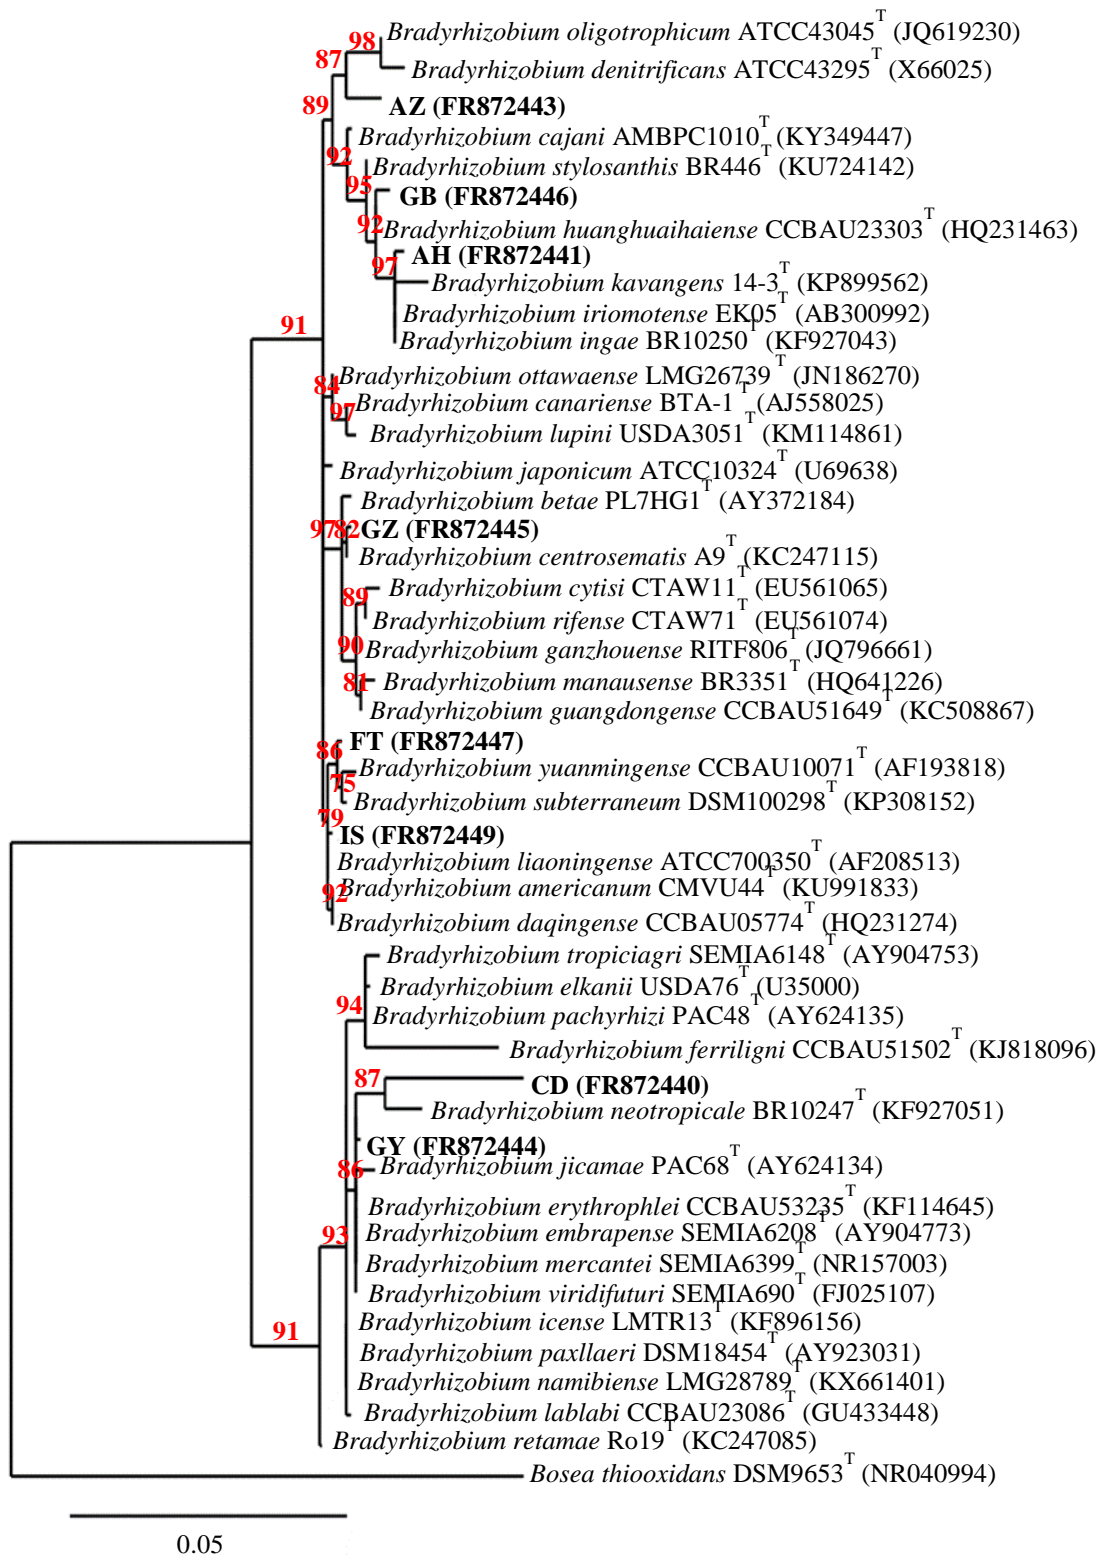 98 Bradyrhizobium oligotrophicum ATCC43045T (JQ619230)
87 Bradyrhizobium denitrificans ATCC43295T (X66025)
89 AZ (FR872443)
Bradyrhizobium cajani AMBPC1010T (KY349447)
92 Bradyrhizobium stylosanthis BR446T (KU724142)
95 GB (FR872446)
92 Bradyrhizobium huanghuaihaiense CCBAU23303T (HQ231463)
AH (FR872441)
97 Bradyrhizobium kavangens 14-3T (KP899562)
Bradyrhizobium iriomotense EK05T (AB300992)
91 Bradyrhizobium ingae BR10250T (KF927043)
84 Bradyrhizobium ottawaense LMG26739T (JN186270)
97 Bradyrhizobium canariense BTA-1T (AJ558025)
Bradyrhizobium lupini USDA3051T (KM114861)
Bradyrhizobium japonicum ATCC10324T (U69638)
Bradyrhizobium betae PL7HG1T (AY372184)
97 82 GZ (FR872445)
Bradyrhizobium centrosematis A9T (KC247115)
89 Bradyrhizobium cytisi CTAW11T (EU561065)
Bradyrhizobium rifense CTAW71T (EU561074)
90 Bradyrhizobium ganzhouense RITF806T (JQ796661)
81 Bradyrhizobium manausense BR3351T (HQ641226)
Bradyrhizobium guangdongense CCBAU51649T (KC508867)
86 FT (FR872447)
75 Bradyrhizobium yuanmingense CCBAU10071T (AF193818)
Bradyrhizobium subterraneum DSM100298T (KP308152)
79 IS (FR872449)
Bradyrhizobium liaoningense ATCC700350T (AF208513)
92 Bradyrhizobium americanum CMVU44T (KU991833)
Bradyrhizobium daqingense CCBAU05774T (HQ231274)
Bradyrhizobium tropiciagri SEMIA6148T (AY904753)
Bradyrhizobium elkanii USDA76T (U35000)
94 Bradyrhizobium pachyrhizi PAC48T (AY624135)
Bradyrhizobium ferriligni CCBAU51502T (KJ818096)
87 CD (FR872440)
Bradyrhizobium neotropicale BR10247T (KF927051)
GY (FR872444)
86 Bradyrhizobium jicamae PAC68T (AY624134)
Bradyrhizobium erythrophlei CCBAU53235T (KF114645)
93 Bradyrhizobium embrapense SEMIA6208T (AY904773)
Bradyrhizobium mercantei SEMIA6399T (NR157003)
Bradyrhizobium viridifuturi SEMIA690T (FJ025107)
91 Bradyrhizobium icense LMTR13T (KF896156)
Bradyrhizobium paxllaeri DSM18454T (AY923031)
Bradyrhizobium namibiense LMG28789T (KX661401)
Bradyrhizobium lablabi CCBAU23086T (GU433448)
Bradyrhizobium retamae Ro19T (KC247085)
Bosea thiooxidans DSM9653T (NR040994)
0.05